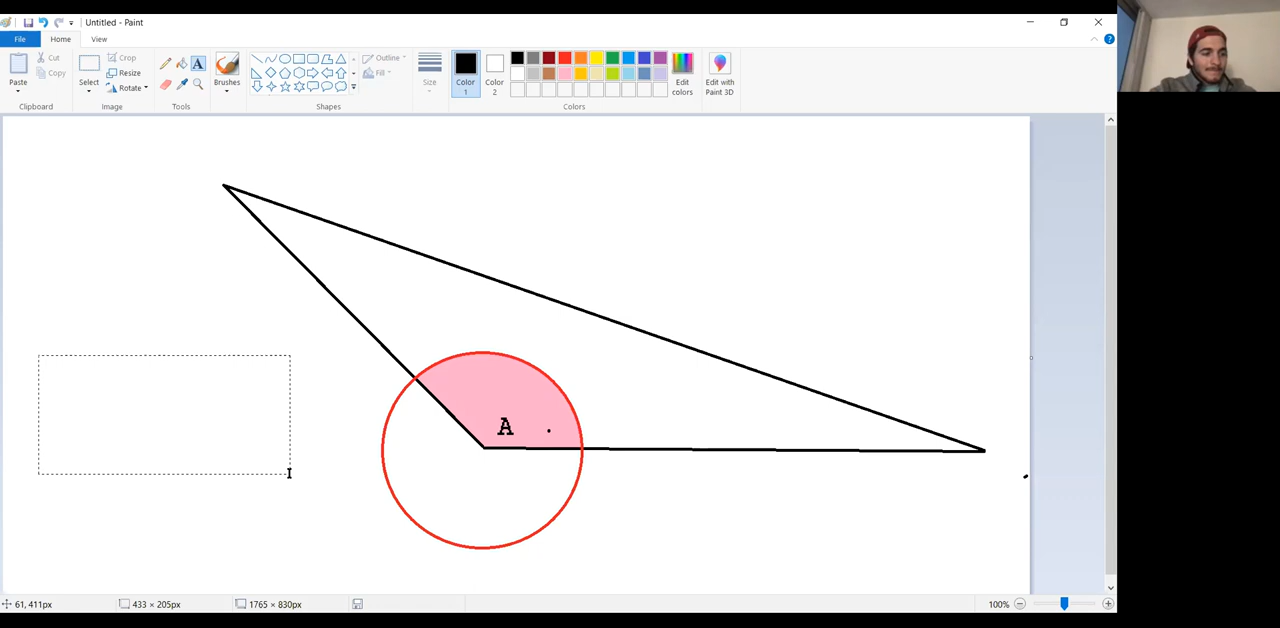 Untitled - Paint
File Home View
Paste
Cut
Copy
Clipboard
Select
Crop
Resize
Rotate
Image
A
Tools
Brushes
Outline
Fill
Shapes
Size
Color 1
Color 2
Edit colors
Colors
Edit with Paint 3D
A .
61, 411px
433 × 205px
1765 × 830px
100%